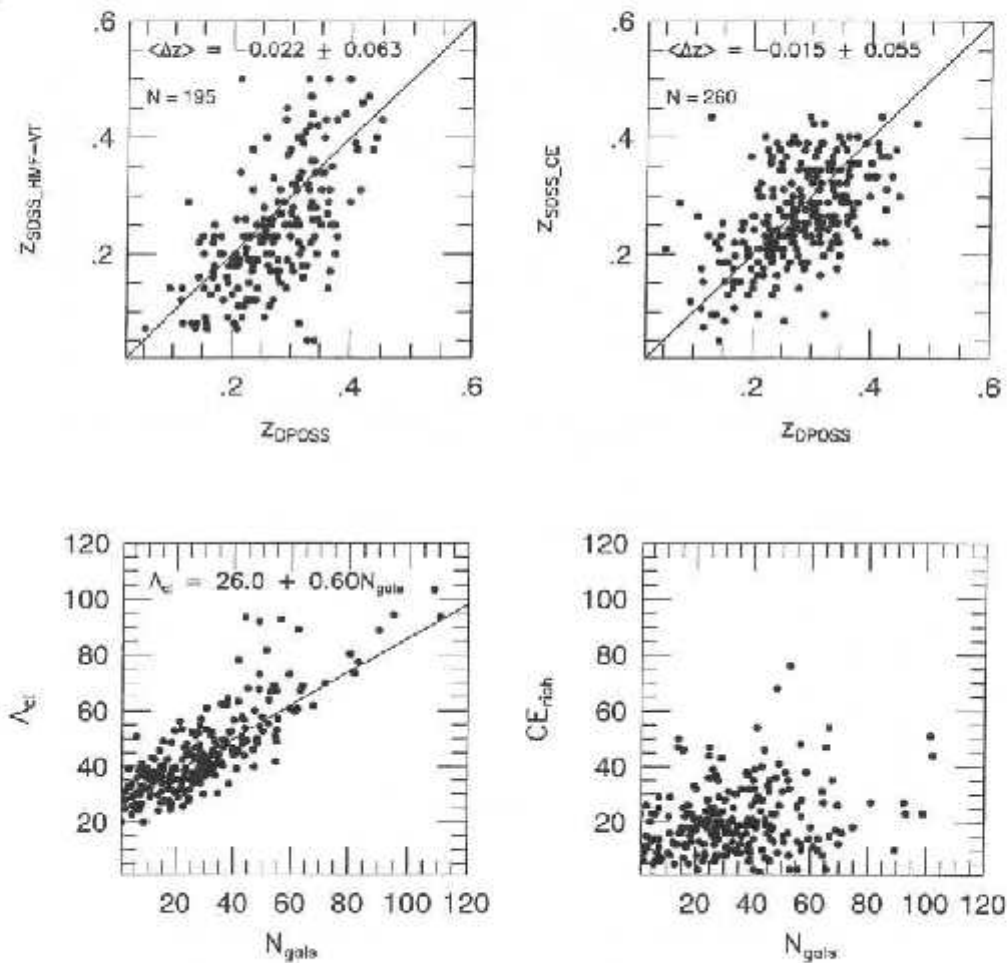 .6
.4
.2
<Δz> = -0.022 ± 0.063
N = 195
zSDSS_HMF-VT
.2 .4 .6
zDPOSS
.6
.4
.2
<Δz> = -0.015 ± 0.055
N = 260
zSDSS_CE
.2 .4 .6
zDPOSS
120
100
80
60
40
20
Λcl = 26.0 + 0.60Ngals
Λcl
20 40 60 80 100 120
Ngals
120
100
80
60
40
20
CErich
20 40 60 80 100 120
Ngals